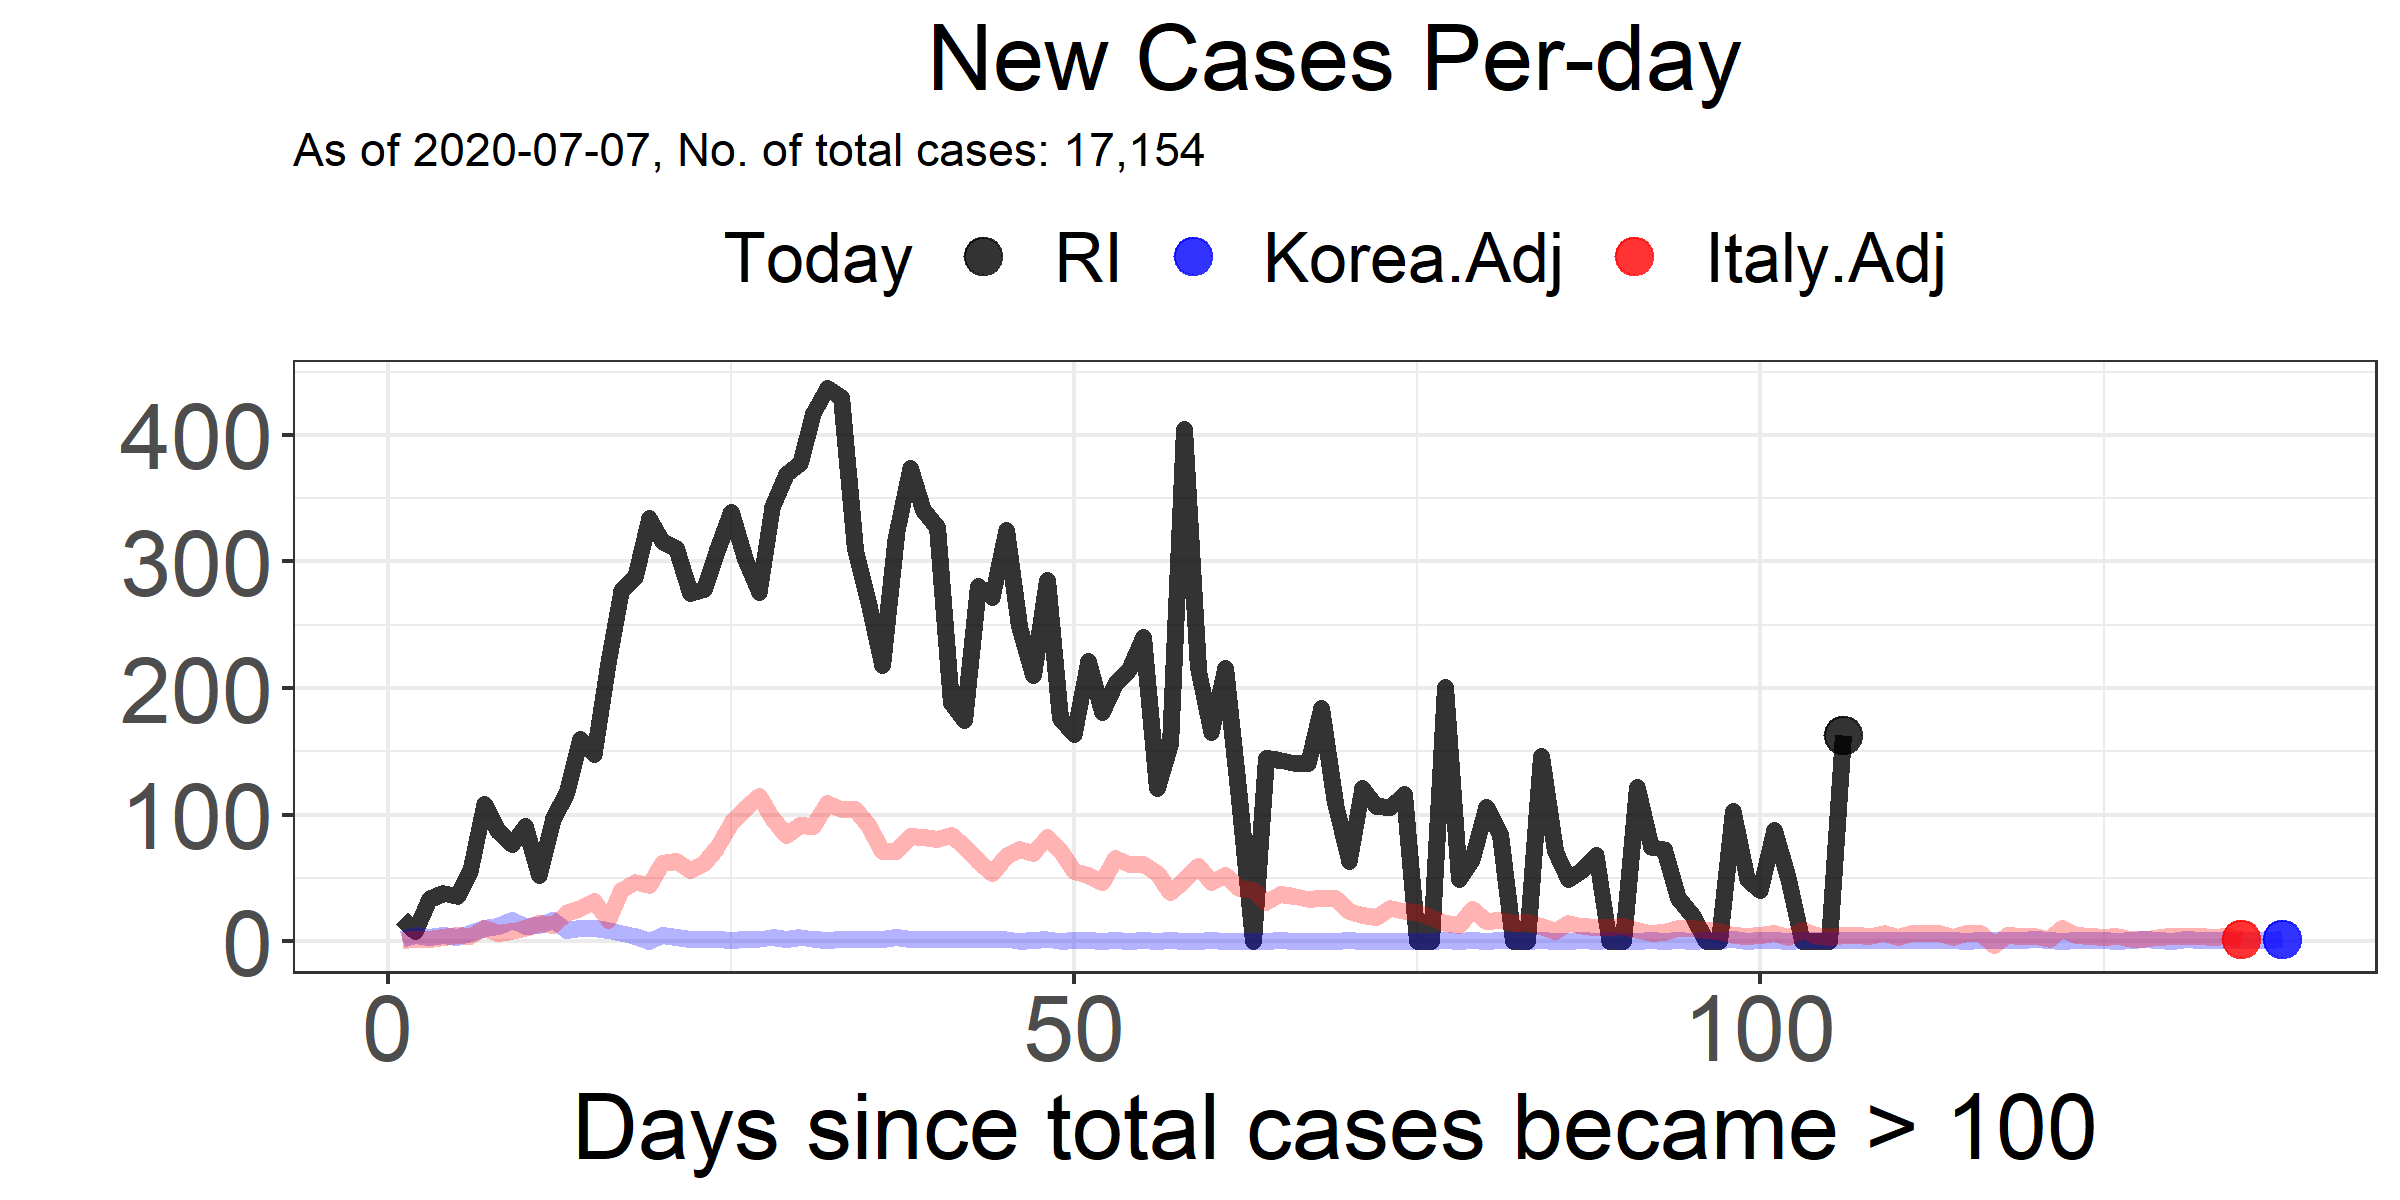 New Cases Per-day
As of 2020-07-07, No. of total cases: 17,154
Today RI Korea.Adj Italy.Adj
400
300
200
100
0
0 50 100
Days since total cases became > 100